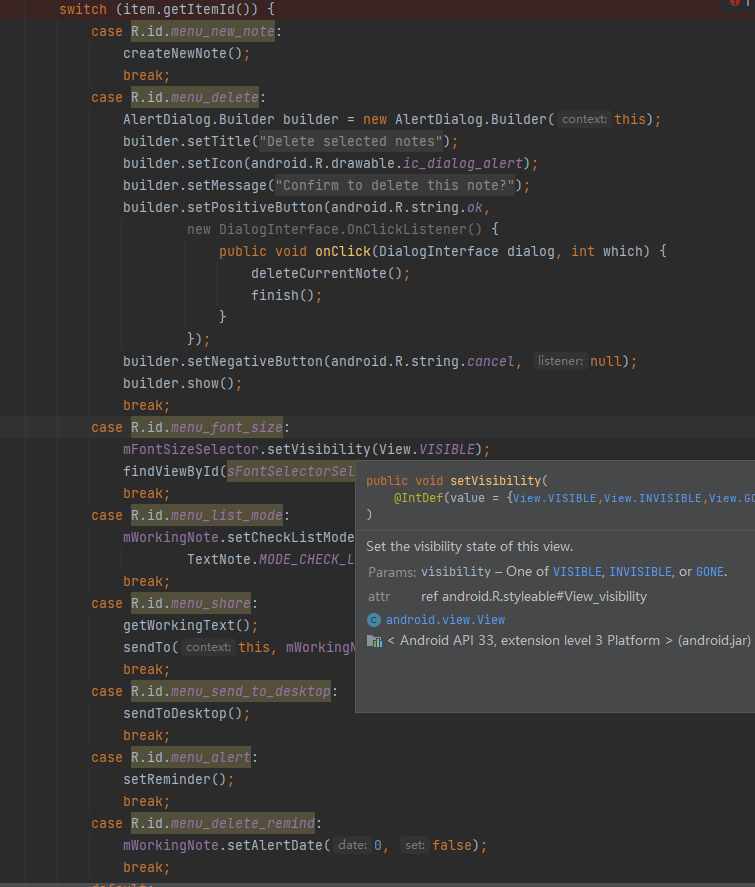 switch (item.getItemId()) {
case R.id.menu_new_note:
createNewNote();
break;
case R.id.menu_delete:
AlertDialog.Builder builder = new AlertDialog.Builder( context: this);
builder.setTitle("Delete selected notes");
builder.setIcon(android.R.drawable.ic_dialog_alert);
builder.setMessage("Confirm to delete this note?");
builder.setPositiveButton(android.R.string.ok,
new DialogInterface.OnClickListener() {
public void onClick(DialogInterface dialog, int which) {
deleteCurrentNote();
finish();
}
});
builder.setNegativeButton(android.R.string.cancel, listener: null);
builder.show();
break;
case R.id.menu_font_size:
mFontSizeSelector.setVisibility(View.VISIBLE);
findViewById(sFontSelectorSel
break;
case R.id.menu_list_mode:
mWorkingNote.setCheckListMode
TextNote.MODE_CHECK_L
break;
case R.id.menu_share:
getWorkingText();
sendTo( context: this, mWorkingN
break;
case R.id.menu_send_to_desktop:
sendToDesktop();
break;
case R.id.menu_alert:
setReminder();
break;
case R.id.menu_delete_remind:
mWorkingNote.setAlertDate( date: 0, set: false);
break;
default:
public void setVisibility(
@IntDef(value = {View.VISIBLE,View.INVISIBLE,View.GO
)
Set the visibility state of this view.
Params: visibility – One of VISIBLE, INVISIBLE, or GONE.
attr ref android.R.styleable#View_visibility
android.view.View
< Android API 33, extension level 3 Platform > (android.jar)